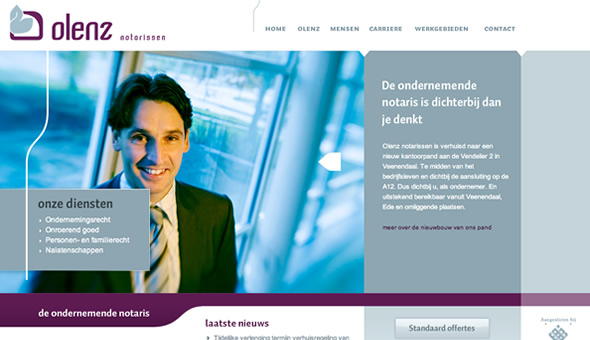 olenz
notarissen
HOME OLENZ MENSEN CARRIERE WERKGEBIEDEN CONTACT
De ondernemende
notaris is dichterbij dan
je denkt
Olenz notarissen is verhuisd naar een
nieuw kantoorpand aan de Vendelier 2 in
Veenendaal. Te midden van het
bedrijfsleven en dichtbij de aansluiting op de
A12. Dus dichtbij u, als ondernemer. En
uitstekend bereikbaar vanuit Veenendaal,
Ede en omliggende plaatsen.
meer over de nieuwbouw van ons pand
onze diensten
Ondernemingsrecht
Onroerend goed
Personen- en familierecht
Nalatenschappen
de ondernemende notaris
laatste nieuws
Tijdelijke verlenging termijn verhuisregeling van
Standaard offertes
Aangesloten bij